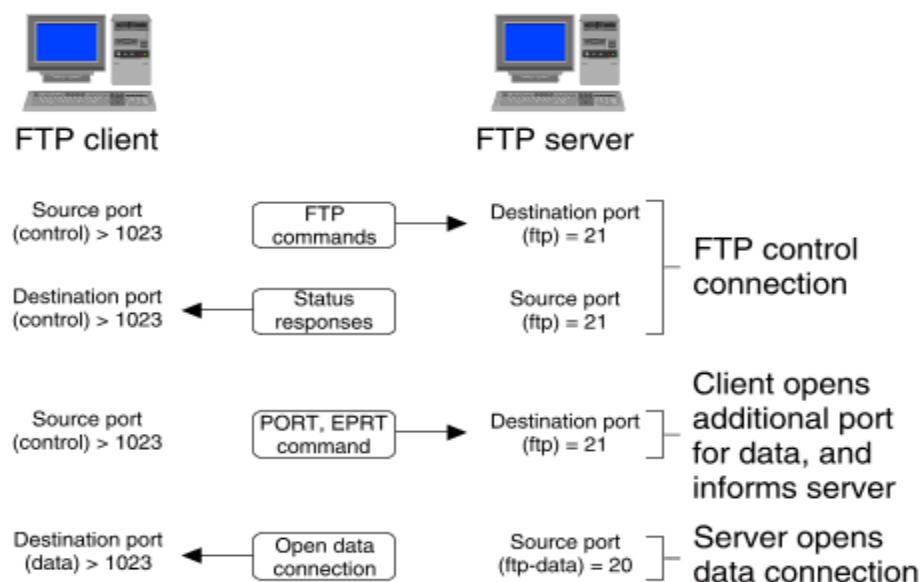 FTP client
FTP server
Source port
(control) > 1023
FTP
commands
Destination port
(ftp) = 21
FTP control
connection
Destination port
(control) > 1023
Status
responses
Source port
(ftp) = 21
Source port
(control) > 1023
PORT, EPRT
command
Destination port
(ftp) = 21
Client opens
additional port
for data, and
informs server
Destination port
(data) > 1023
Open data
connection
Source port
(ftp-data) = 20
Server opens
data connection